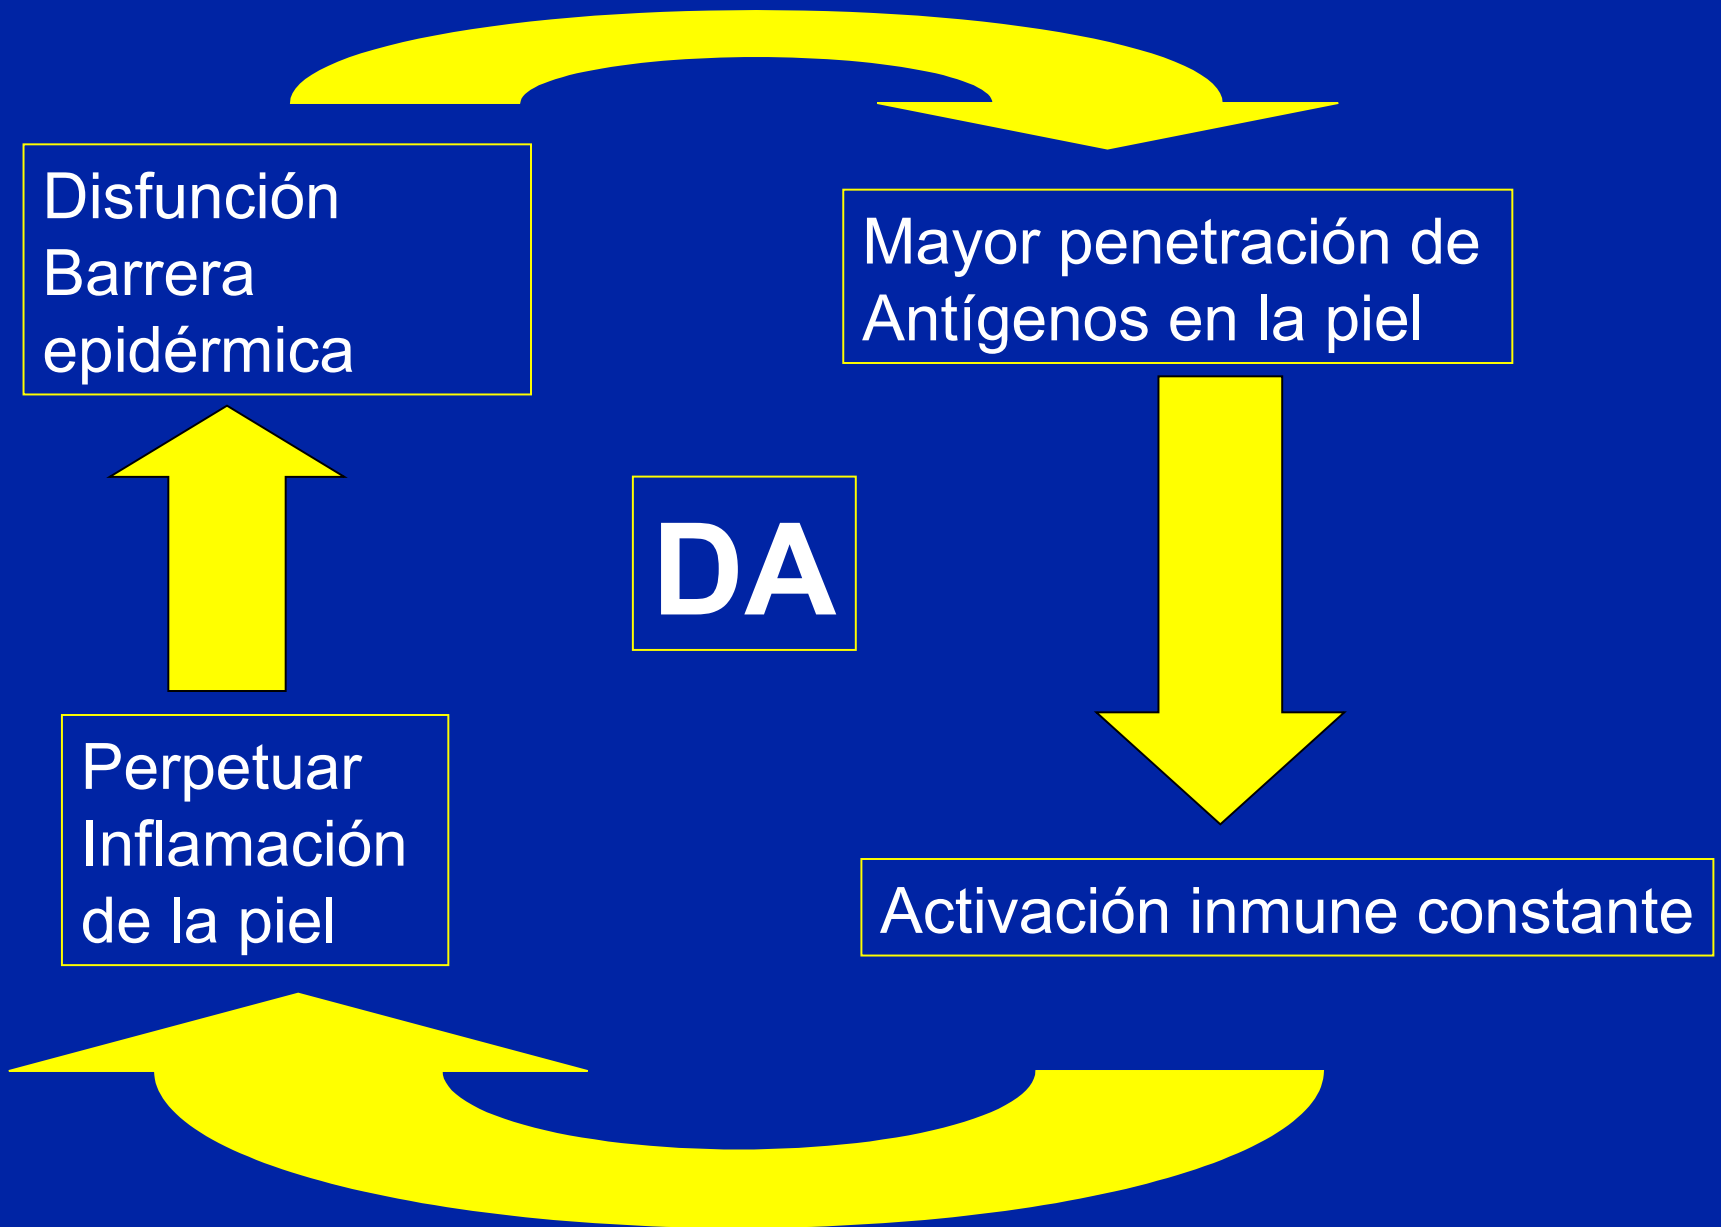 Disfunción
Barrera
epidérmica
Mayor penetración de
Antígenos en la piel
DA
Perpetuar
Inflamación
de la piel
Activación inmune constante